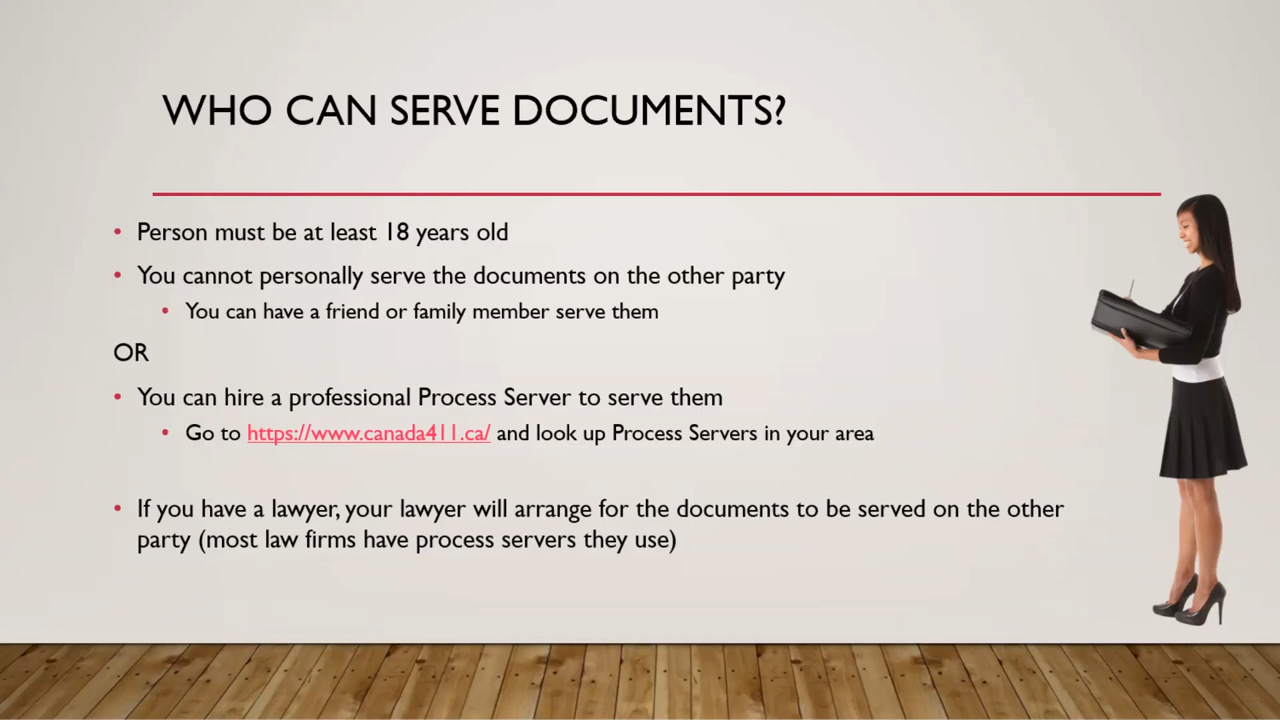 WHO CAN SERVE DOCUMENTS?
• Person must be at least 18 years old
• You cannot personally serve the documents on the other party
• You can have a friend or family member serve them
OR
• You can hire a professional Process Server to serve them
• Go to https://www.canada411.ca/ and look up Process Servers in your area
• If you have a lawyer, your lawyer will arrange for the documents to be served on the other
party (most law firms have process servers they use)